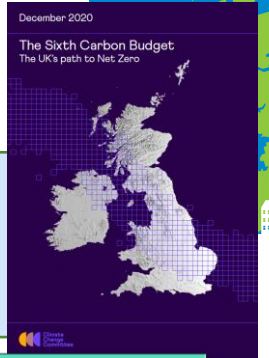 December 2020
The Sixth Carbon Budget
The UK's path to Net Zero
Climate
Change
Committee